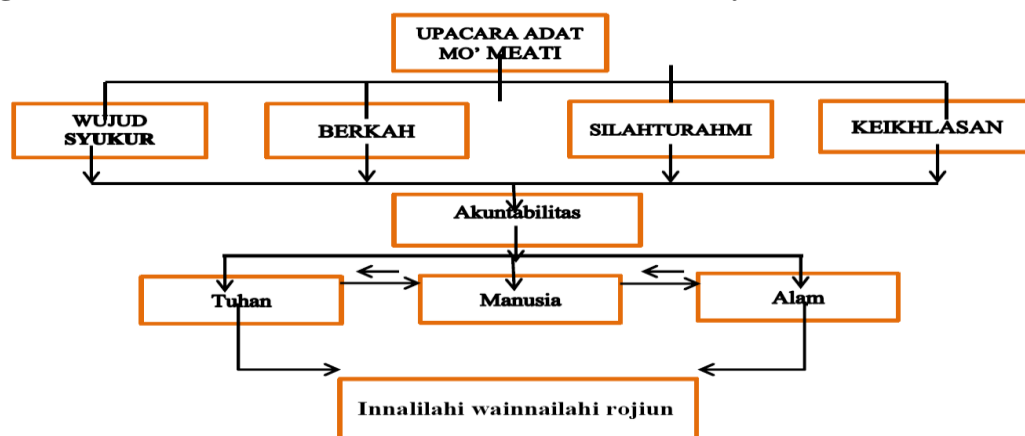 UPACARA ADAT
MO' MEATI
WUJUD
SYUKUR
BERKAH
SILAHTURAHMI
KEIKHLASAN
Akuntabilitas
Tuhan
Manusia
Alam
Innalilahi wainnailahi rojiun